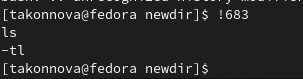 [takonnova@fedora newdir]$ !683
ls
-tl
[takonnova@fedora newdir]$